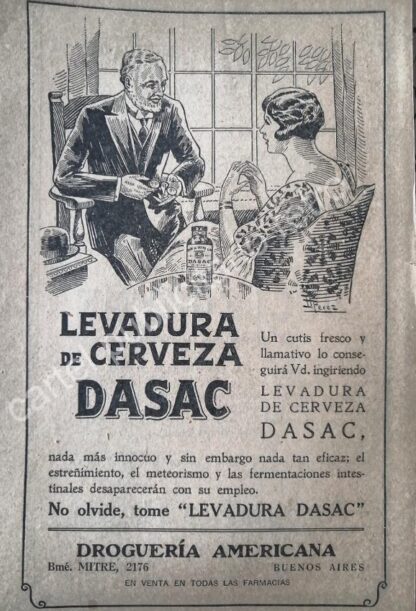 DASAC
Perez
LEVADURA
DE CERVEZA
DASAC
Un cutis fresco y
llamativo lo conse-
guirá Vd. ingiriendo
LEVADURA
DE CERVEZA
DASAC,
nada más innocuo y sin embargo nada tan eficaz; el
estreñimiento, el meteorismo y las fermentaciones intes-
tinales desaparecerán con su empleo.
No olvide, tome "LEVADURA DASAC"
DROGUERÍA AMERICANA
Bmé. MITRE, 2176 BUENOS AIRES
EN VENTA EN TODAS LAS FARMACIAS